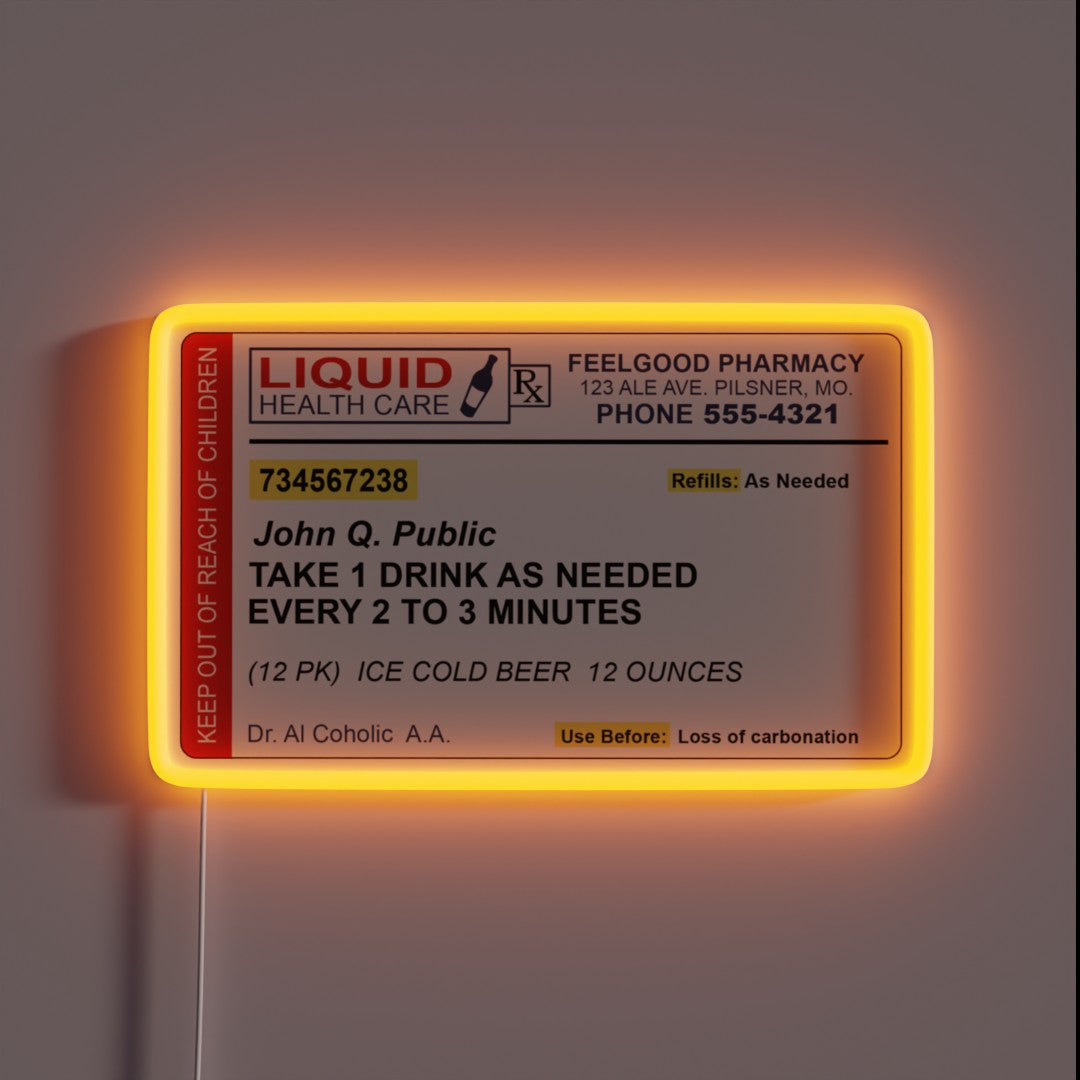 KEEP OUT OF REACH OF CHILDREN
LIQUID
HEALTH CARE
Rx
FEELGOOD PHARMACY
123 ALE AVE. PILSNER, MO.
PHONE 555-4321
734567238
Refills: As Needed
John Q. Public
TAKE 1 DRINK AS NEEDED
EVERY 2 TO 3 MINUTES
(12 PK) ICE COLD BEER 12 OUNCES
Dr. Al Coholic A.A.
Use Before: Loss of carbonation